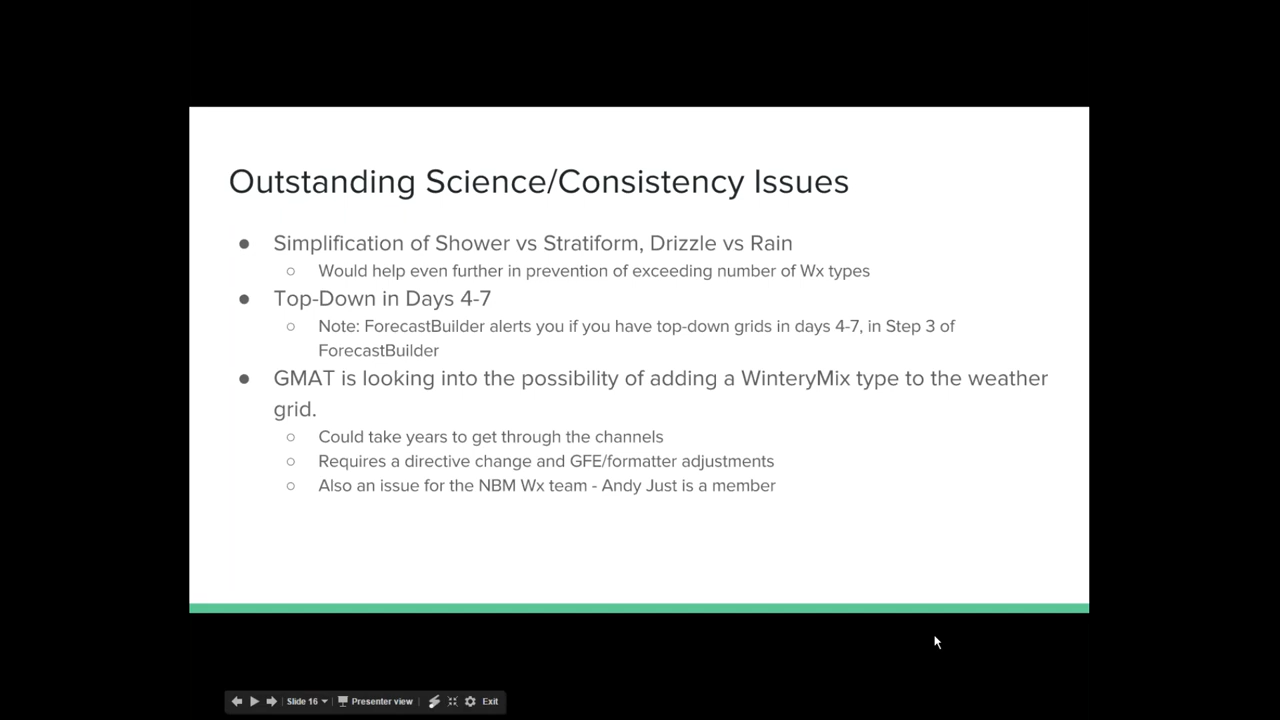 Outstanding Science/Consistency Issues
● Simplification of Shower vs Stratiform, Drizzle vs Rain
○ Would help even further in prevention of exceeding number of Wx types
● Top-Down in Days 4-7
○ Note: ForecastBuilder alerts you if you have top-down grids in days 4-7, in Step 3 of
ForecastBuilder
● GMAT is looking into the possibility of adding a WinteryMix type to the weather
grid.
○ Could take years to get through the channels
○ Requires a directive change and GFE/formatter adjustments
○ Also an issue for the NBM Wx team - Andy Just is a member
Slide 16 Presenter view Exit